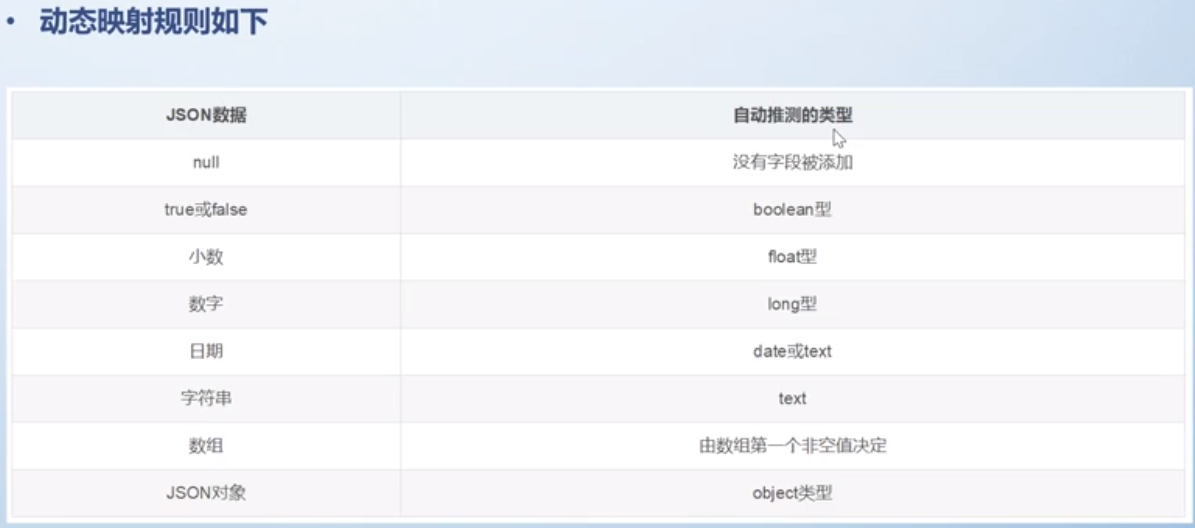 • 动态映射规则如下
JSON数据 自动推测的类型
null 没有字段被添加
true或false boolean型
小数 float型
数字 long型
日期 date或text
字符串 text
数组 由数组第一个非空值决定
JSON对象 object类型